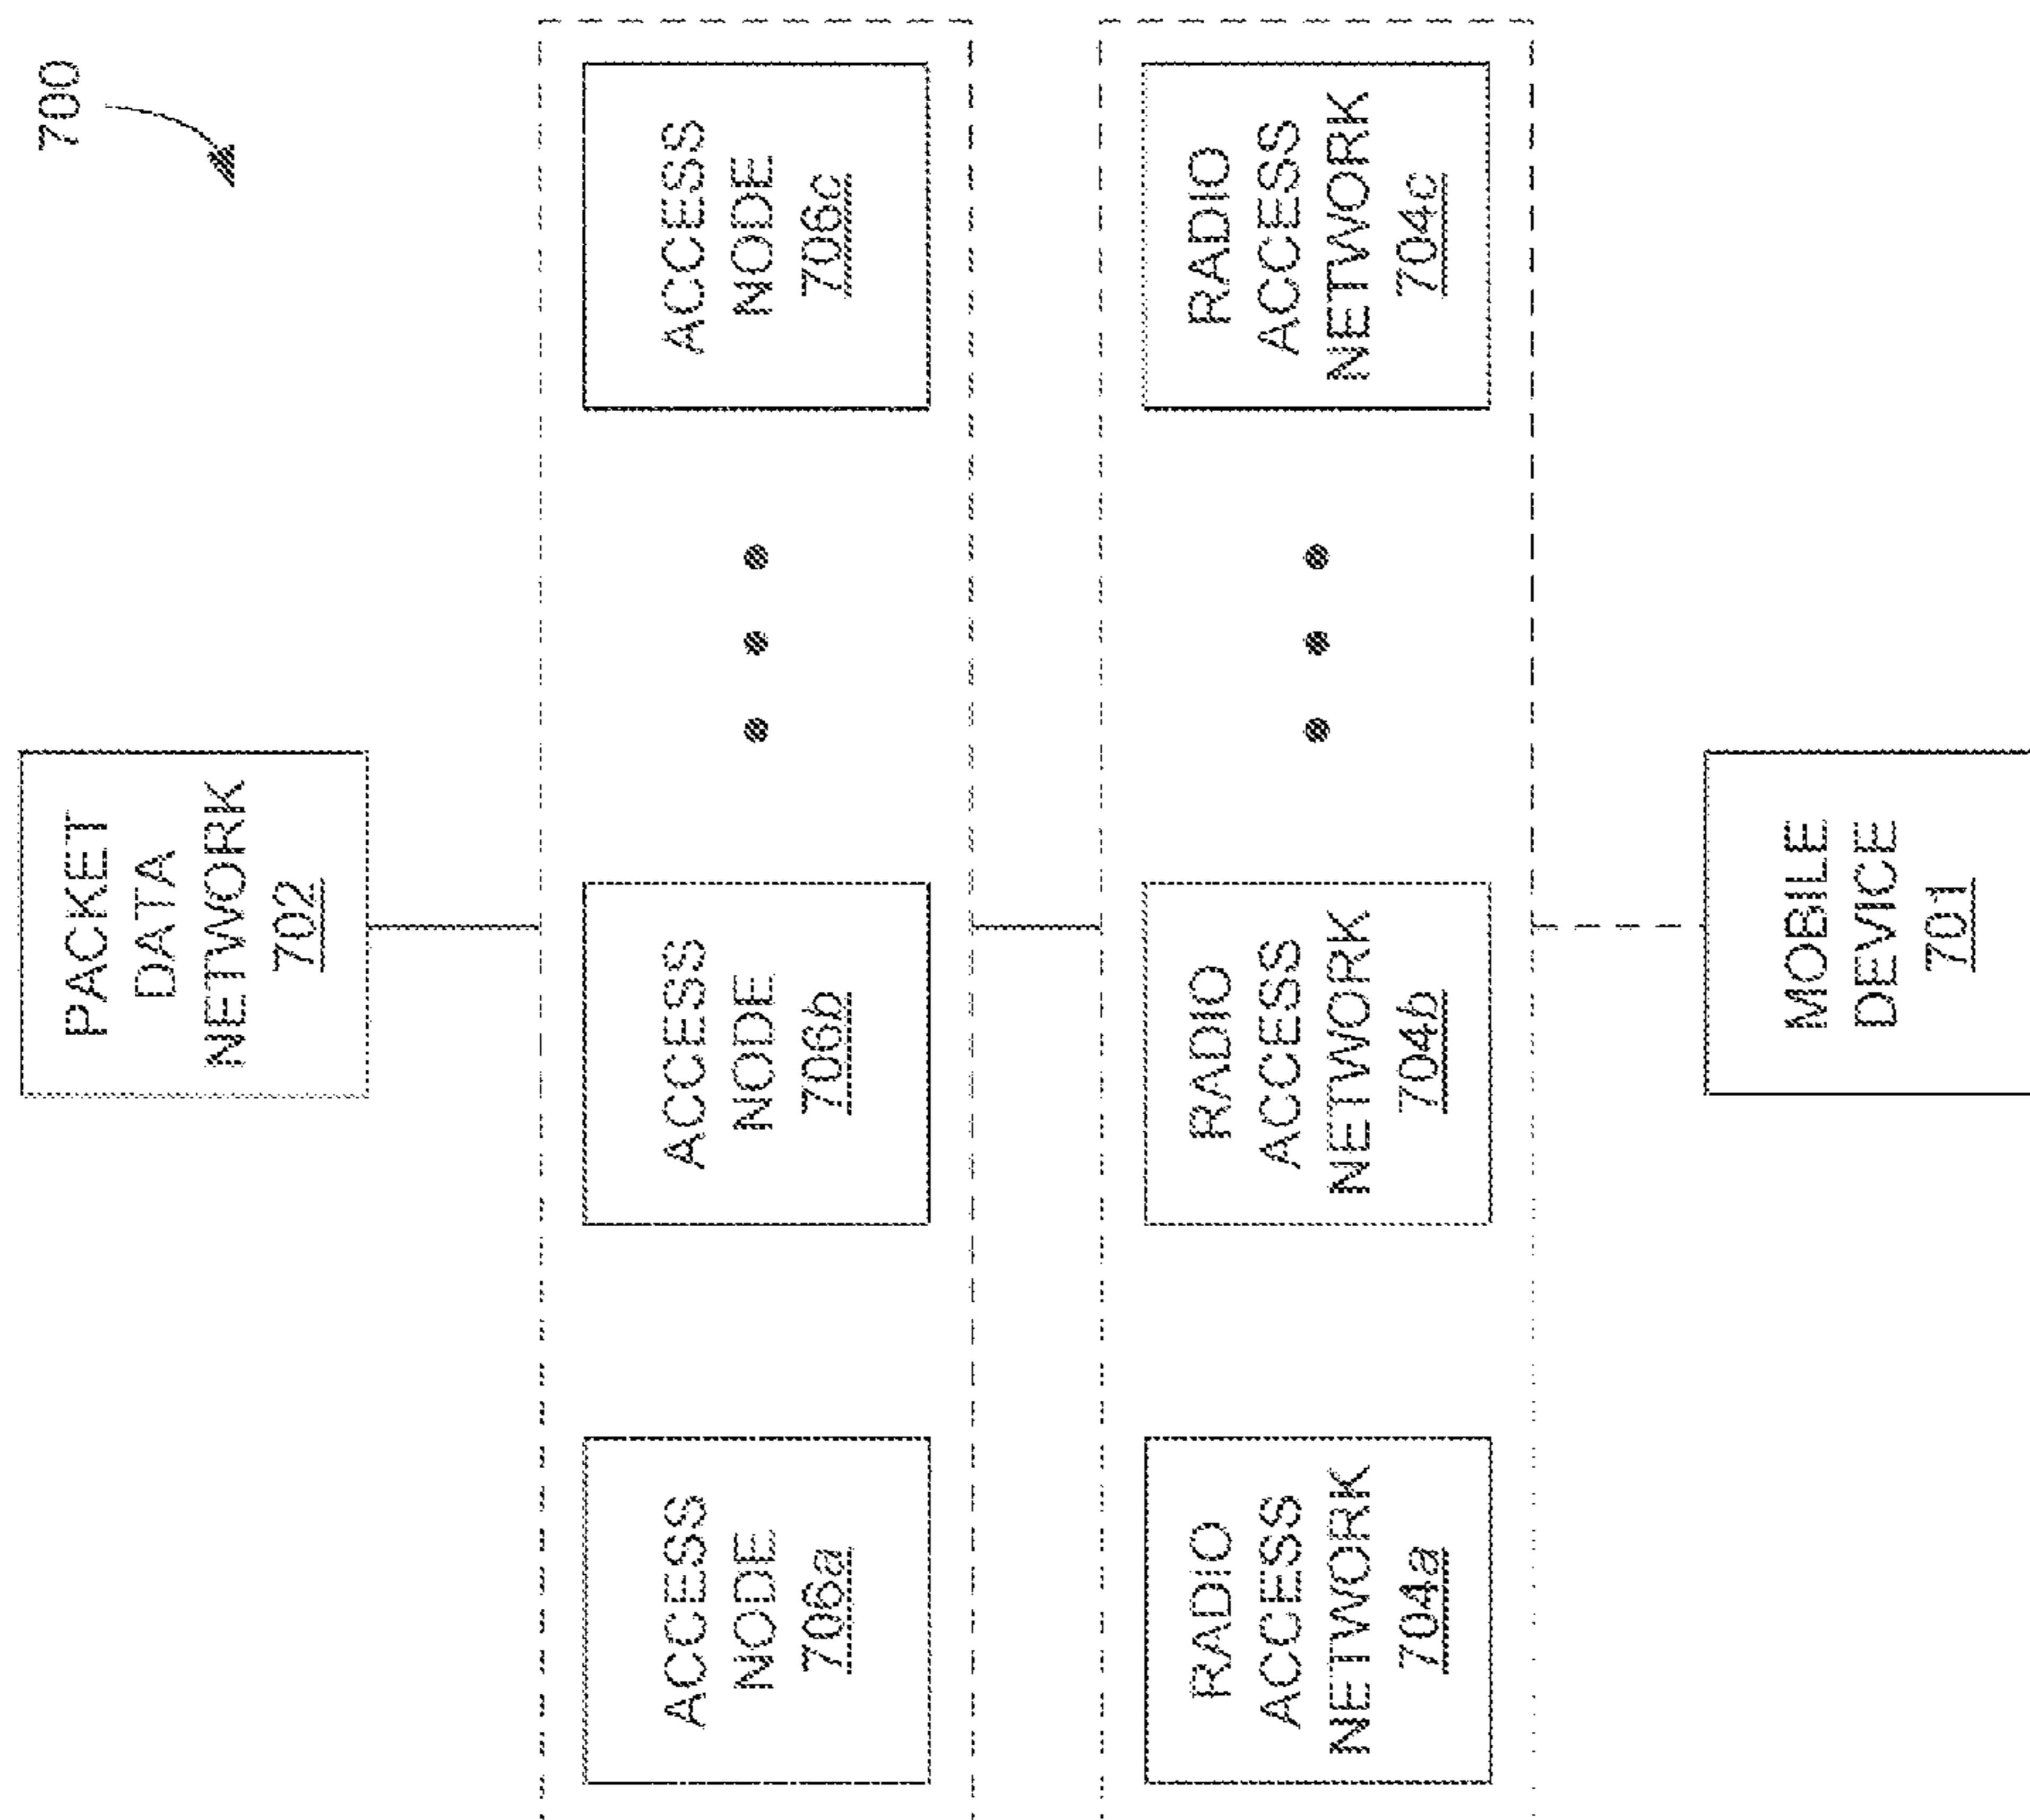 700
PACKET
DATA
NETWORK
702
ACCESS
NODE
706a
ACCESS
NODE
706b
ACCESS
NODE
706c
RADIO
ACCESS
NETWORK
704a
RADIO
ACCESS
NETWORK
704b
RADIO
ACCESS
NETWORK
704c
MOBILE
DEVICE
701